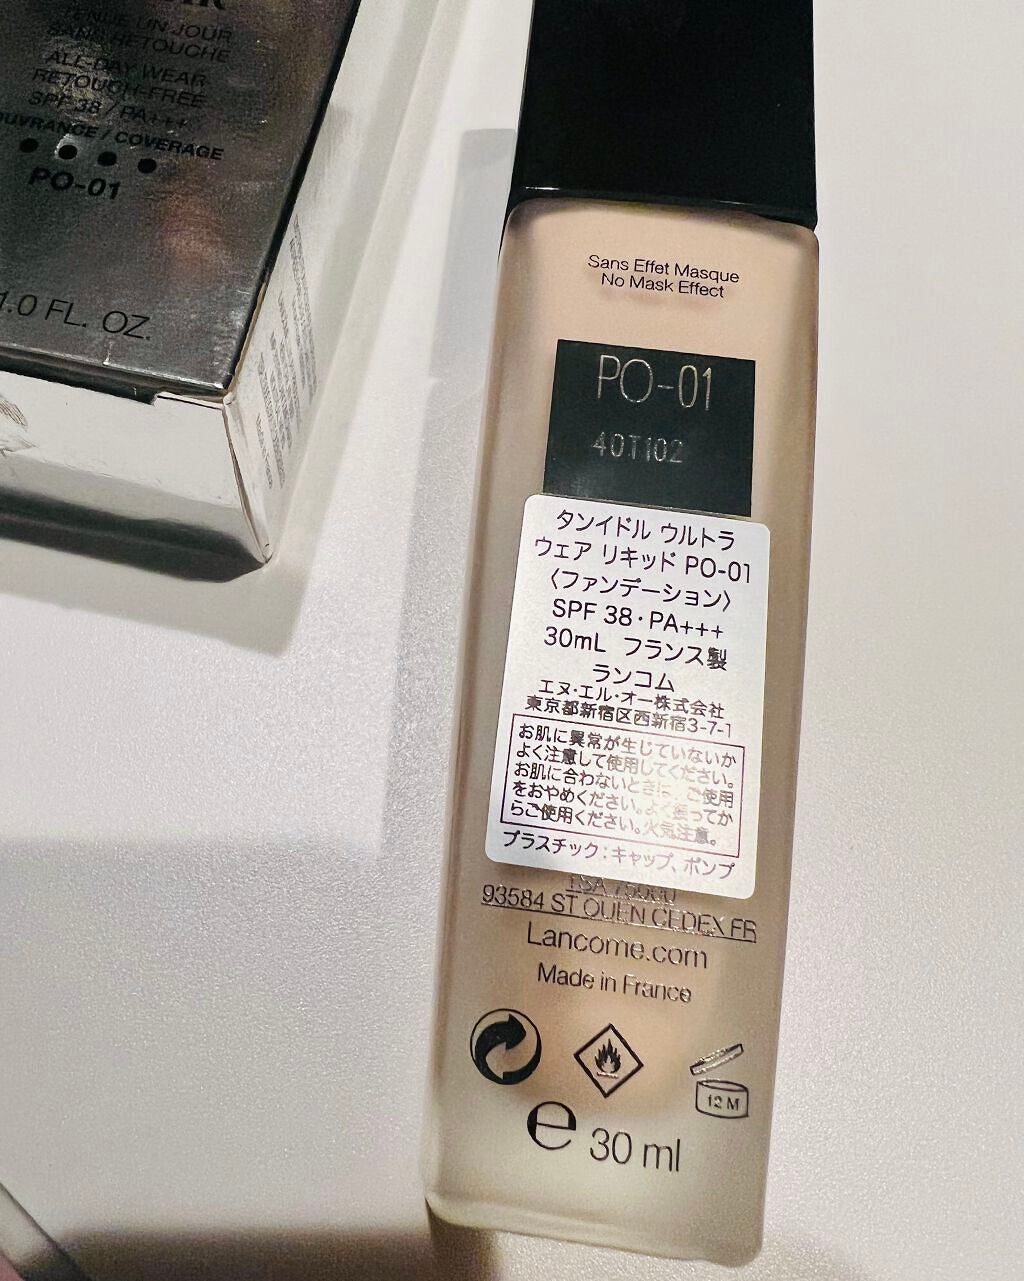 TENUE UN JOUR
SANS RETOUCHE
ALL-DAY WEAR
RETOUCH-FREE
SPF 38 / PA+++
OUVRANCE / COVERAGE
PO-01
1.0 FL. OZ.
Sans Effet Masque
No Mask Effect
PO-01
40T102
タンイドル ウルトラ
ウェア リキッド PO-01
〈ファンデーション〉
SPF 38・PA+++
30mL フランス製
ランコム
エヌ・エル・オー株式会社
東京都新宿区西新宿3-7-1
お肌に異常が生じていないか
よく注意して使用してください。
お肌に合わないときは、ご使用
をおやめください。よく振ってか
らご使用ください。火気注意。
プラスチック：キャップ、ポンプ
93584 ST OUEN CEDEX FR
Lancome.com
Made in France
12 M
e 30 ml